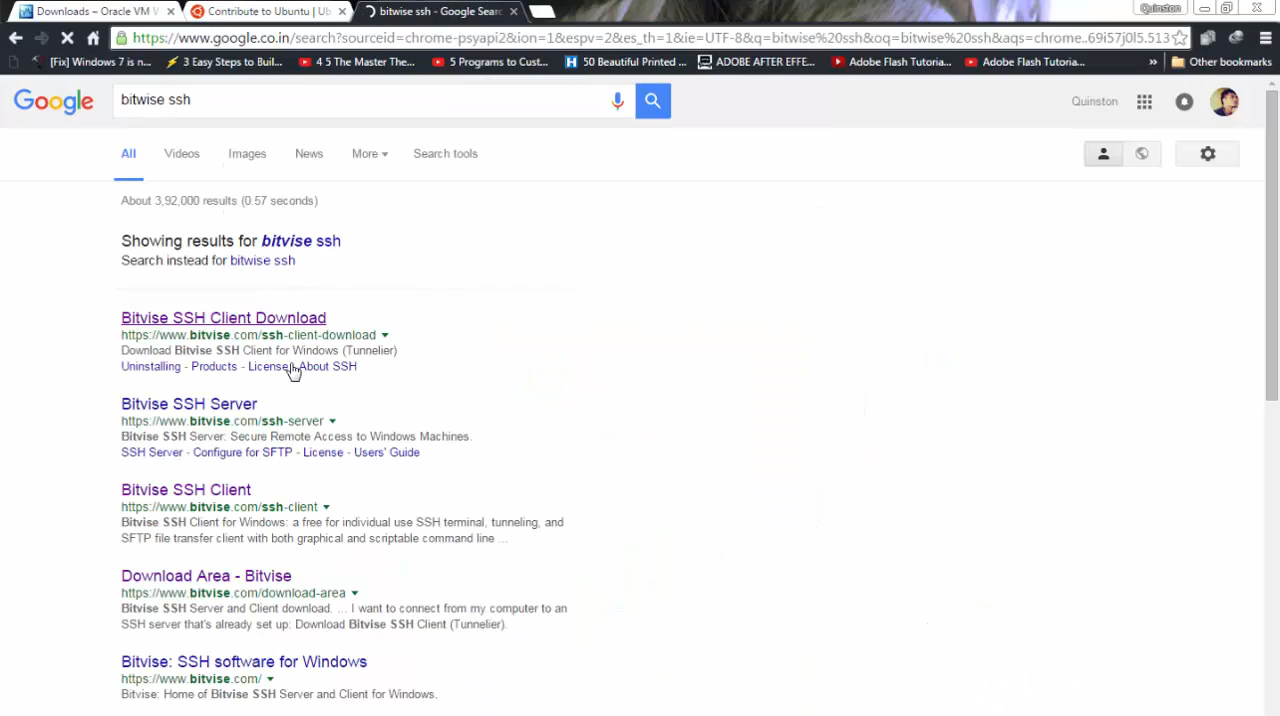 Downloads – Oracle VM V
Contribute to Ubuntu | Ub
bitwise ssh - Google Sear
Quinston
https://www.google.co.in/search?sourceid=chrome-psyapi2&ion=1&espv=2&es_th=1&ie=UTF-8&q=bitwise%20ssh&oq=bitwise%20ssh&aqs=chrome..69i57j0l5.513
[Fix] Windows 7 is n...
3 Easy Steps to Buil...
4 5 The Master The...
5 Programs to Cust...
50 Beautiful Printed ...
ADOBE AFTER EFFE...
Adobe Flash Tutoria...
Adobe Flash Tutoria...
»
Other bookmarks
Google
bitwise ssh
Quinston
All
Videos
Images
News
More
Search tools
About 3,92,000 results (0.57 seconds)
Showing results for bitvise ssh
Search instead for bitwise ssh
Bitvise SSH Client Download
https://www.bitvise.com/ssh-client-download
Download Bitvise SSH Client for Windows (Tunnelier)
Uninstalling - Products - License - About SSH
Bitvise SSH Server
https://www.bitvise.com/ssh-server
Bitvise SSH Server: Secure Remote Access to Windows Machines.
SSH Server - Configure for SFTP - License - Users' Guide
Bitvise SSH Client
https://www.bitvise.com/ssh-client
Bitvise SSH Client for Windows: a free for individual use SSH terminal, tunneling, and
SFTP file transfer client with both graphical and scriptable command line ...
Download Area - Bitvise
https://www.bitvise.com/download-area
Bitvise SSH Server and Client download. ... I want to connect from my computer to an
SSH server that's already set up: Download Bitvise SSH Client (Tunnelier).
Bitvise: SSH software for Windows
https://www.bitvise.com/
Bitvise: Home of Bitvise SSH Server and Client for Windows.